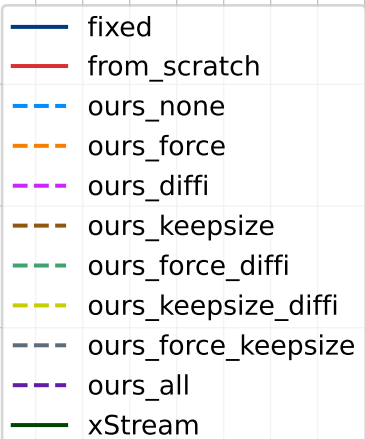 fixed
from_scratch
ours_none
ours_force
ours_diffi
ours_keepsize
ours_force_diffi
ours_keepsize_diffi
ours_force_keepsize
ours_all
xStream